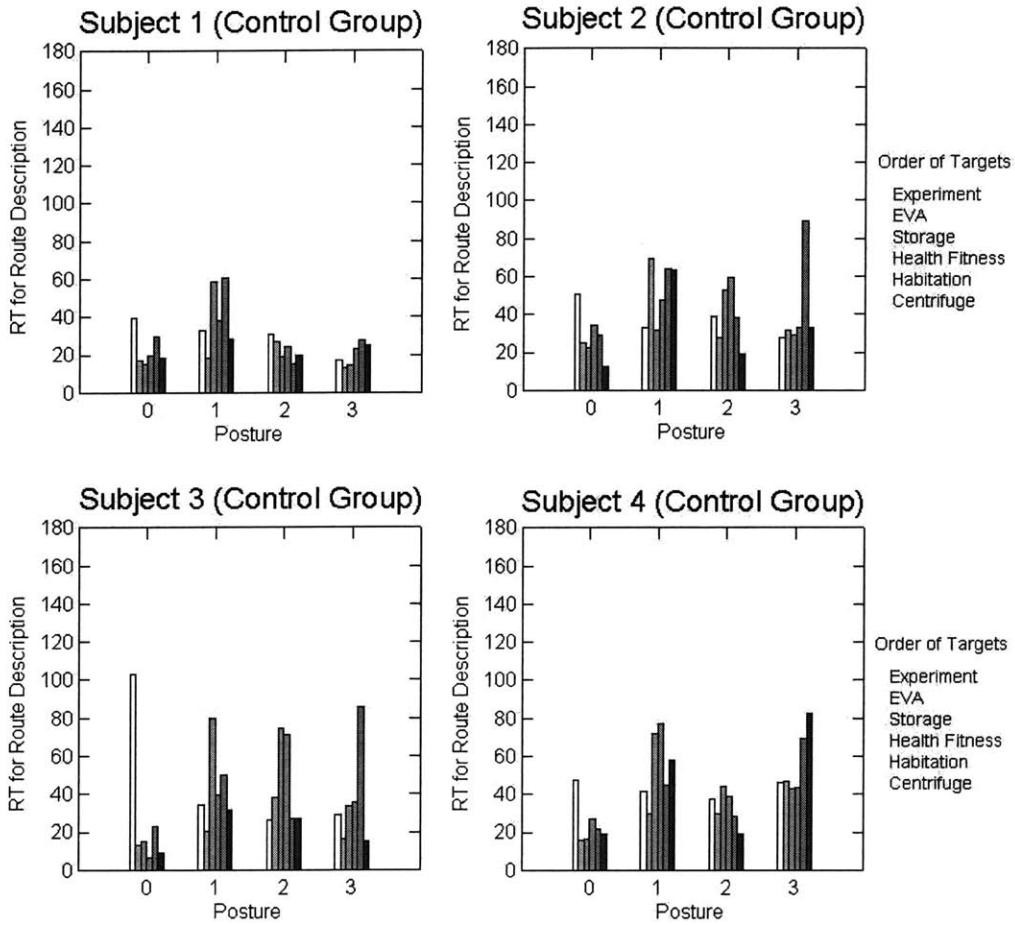 Subject 1 (Control Group)
180
160
140
120
100
80
60
40
20
0
RT for Route Description
0 1 2 3
Posture
Subject 2 (Control Group)
180
160
140
120
100
80
60
40
20
0
RT for Route Description
0 1 2 3
Posture
Order of Targets
Experiment
EVA
Storage
Health Fitness
Habitation
Centrifuge
Subject 3 (Control Group)
180
160
140
120
100
80
60
40
20
0
RT for Route Description
0 1 2 3
Posture
Subject 4 (Control Group)
180
160
140
120
100
80
60
40
20
0
RT for Route Description
0 1 2 3
Posture
Order of Targets
Experiment
EVA
Storage
Health Fitness
Habitation
Centrifuge